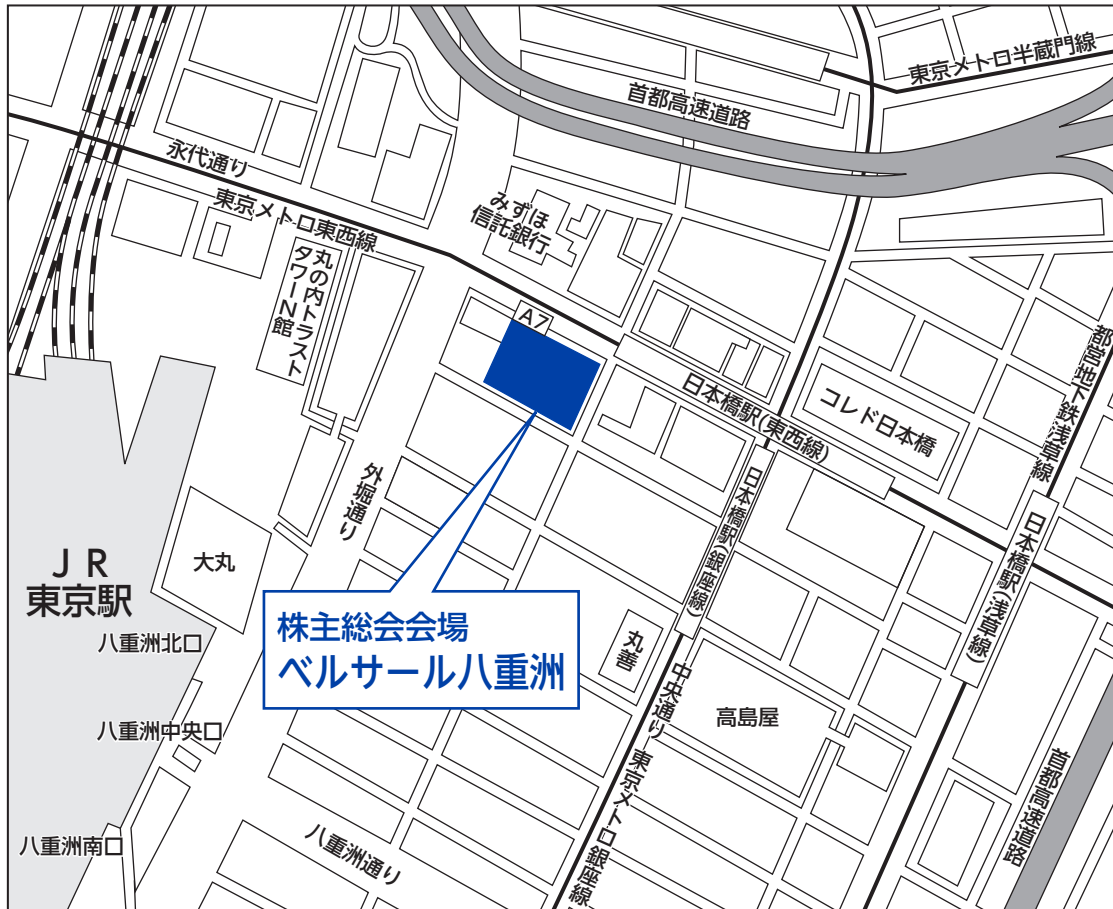 東京メトロ半蔵門線
首都高速道路
永代通り
東京メトロ東西線
みずほ
信託銀行
丸の内トラスト
タワーN館
A7
日本橋駅(東西線)
コレド日本橋
都営地下鉄浅草線
外堀通り
日本橋駅(銀座線)
日本橋駅(浅草線)
JR
東京駅
大丸
八重洲北口
株主総会会場
ベルサール八重洲
丸善
中央通り
高島屋
八重洲中央口
東京メトロ銀座線
首都高速道路
八重洲南口
八重洲通り